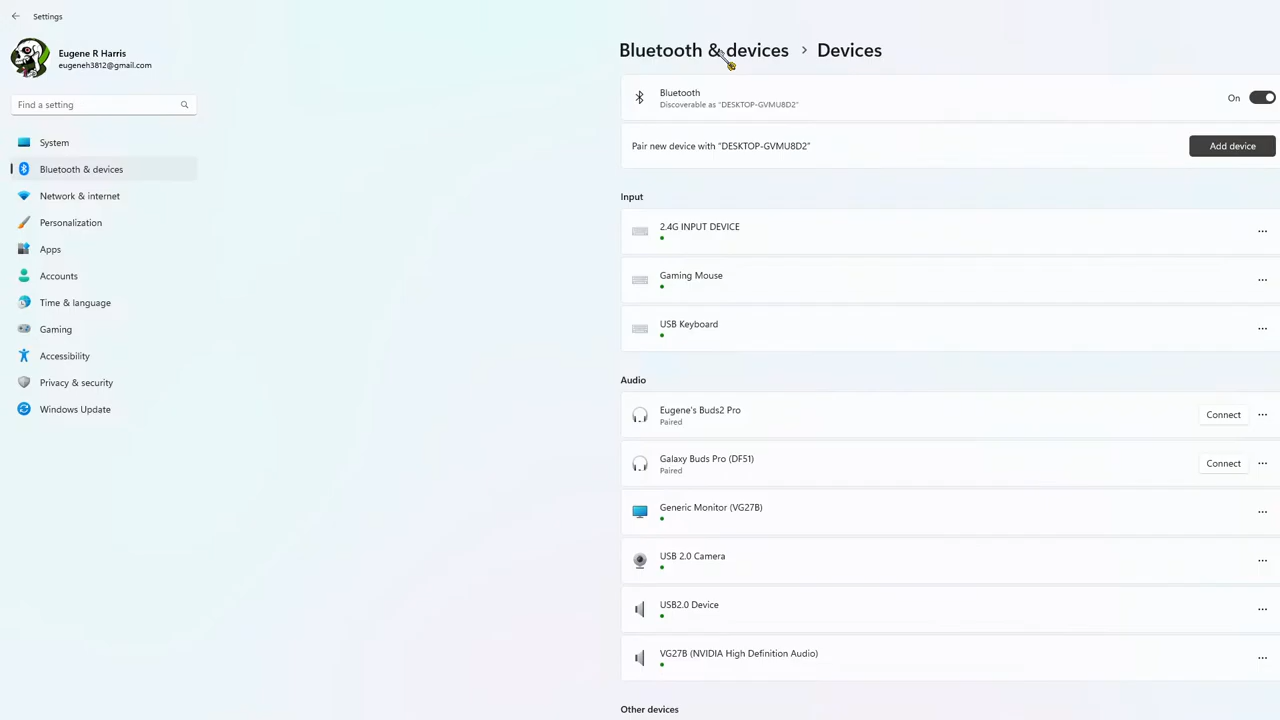 Settings
Eugene R Harris
eugeneh3812@gmail.com
Find a setting
System
Bluetooth & devices
Network & internet
Personalization
Apps
Accounts
Time & language
Gaming
Accessibility
Privacy & security
Windows Update
Bluetooth & devices > Devices
Bluetooth
Discoverable as "DESKTOP-GVMU8D2"
On
Pair new device with "DESKTOP-GVMU8D2"
Add device
Input
2.4G INPUT DEVICE
Gaming Mouse
USB Keyboard
Audio
Eugene's Buds2 Pro
Paired
Connect
Galaxy Buds Pro (DF51)
Paired
Connect
Generic Monitor (VG27B)
USB 2.0 Camera
USB2.0 Device
VG27B (NVIDIA High Definition Audio)
Other devices